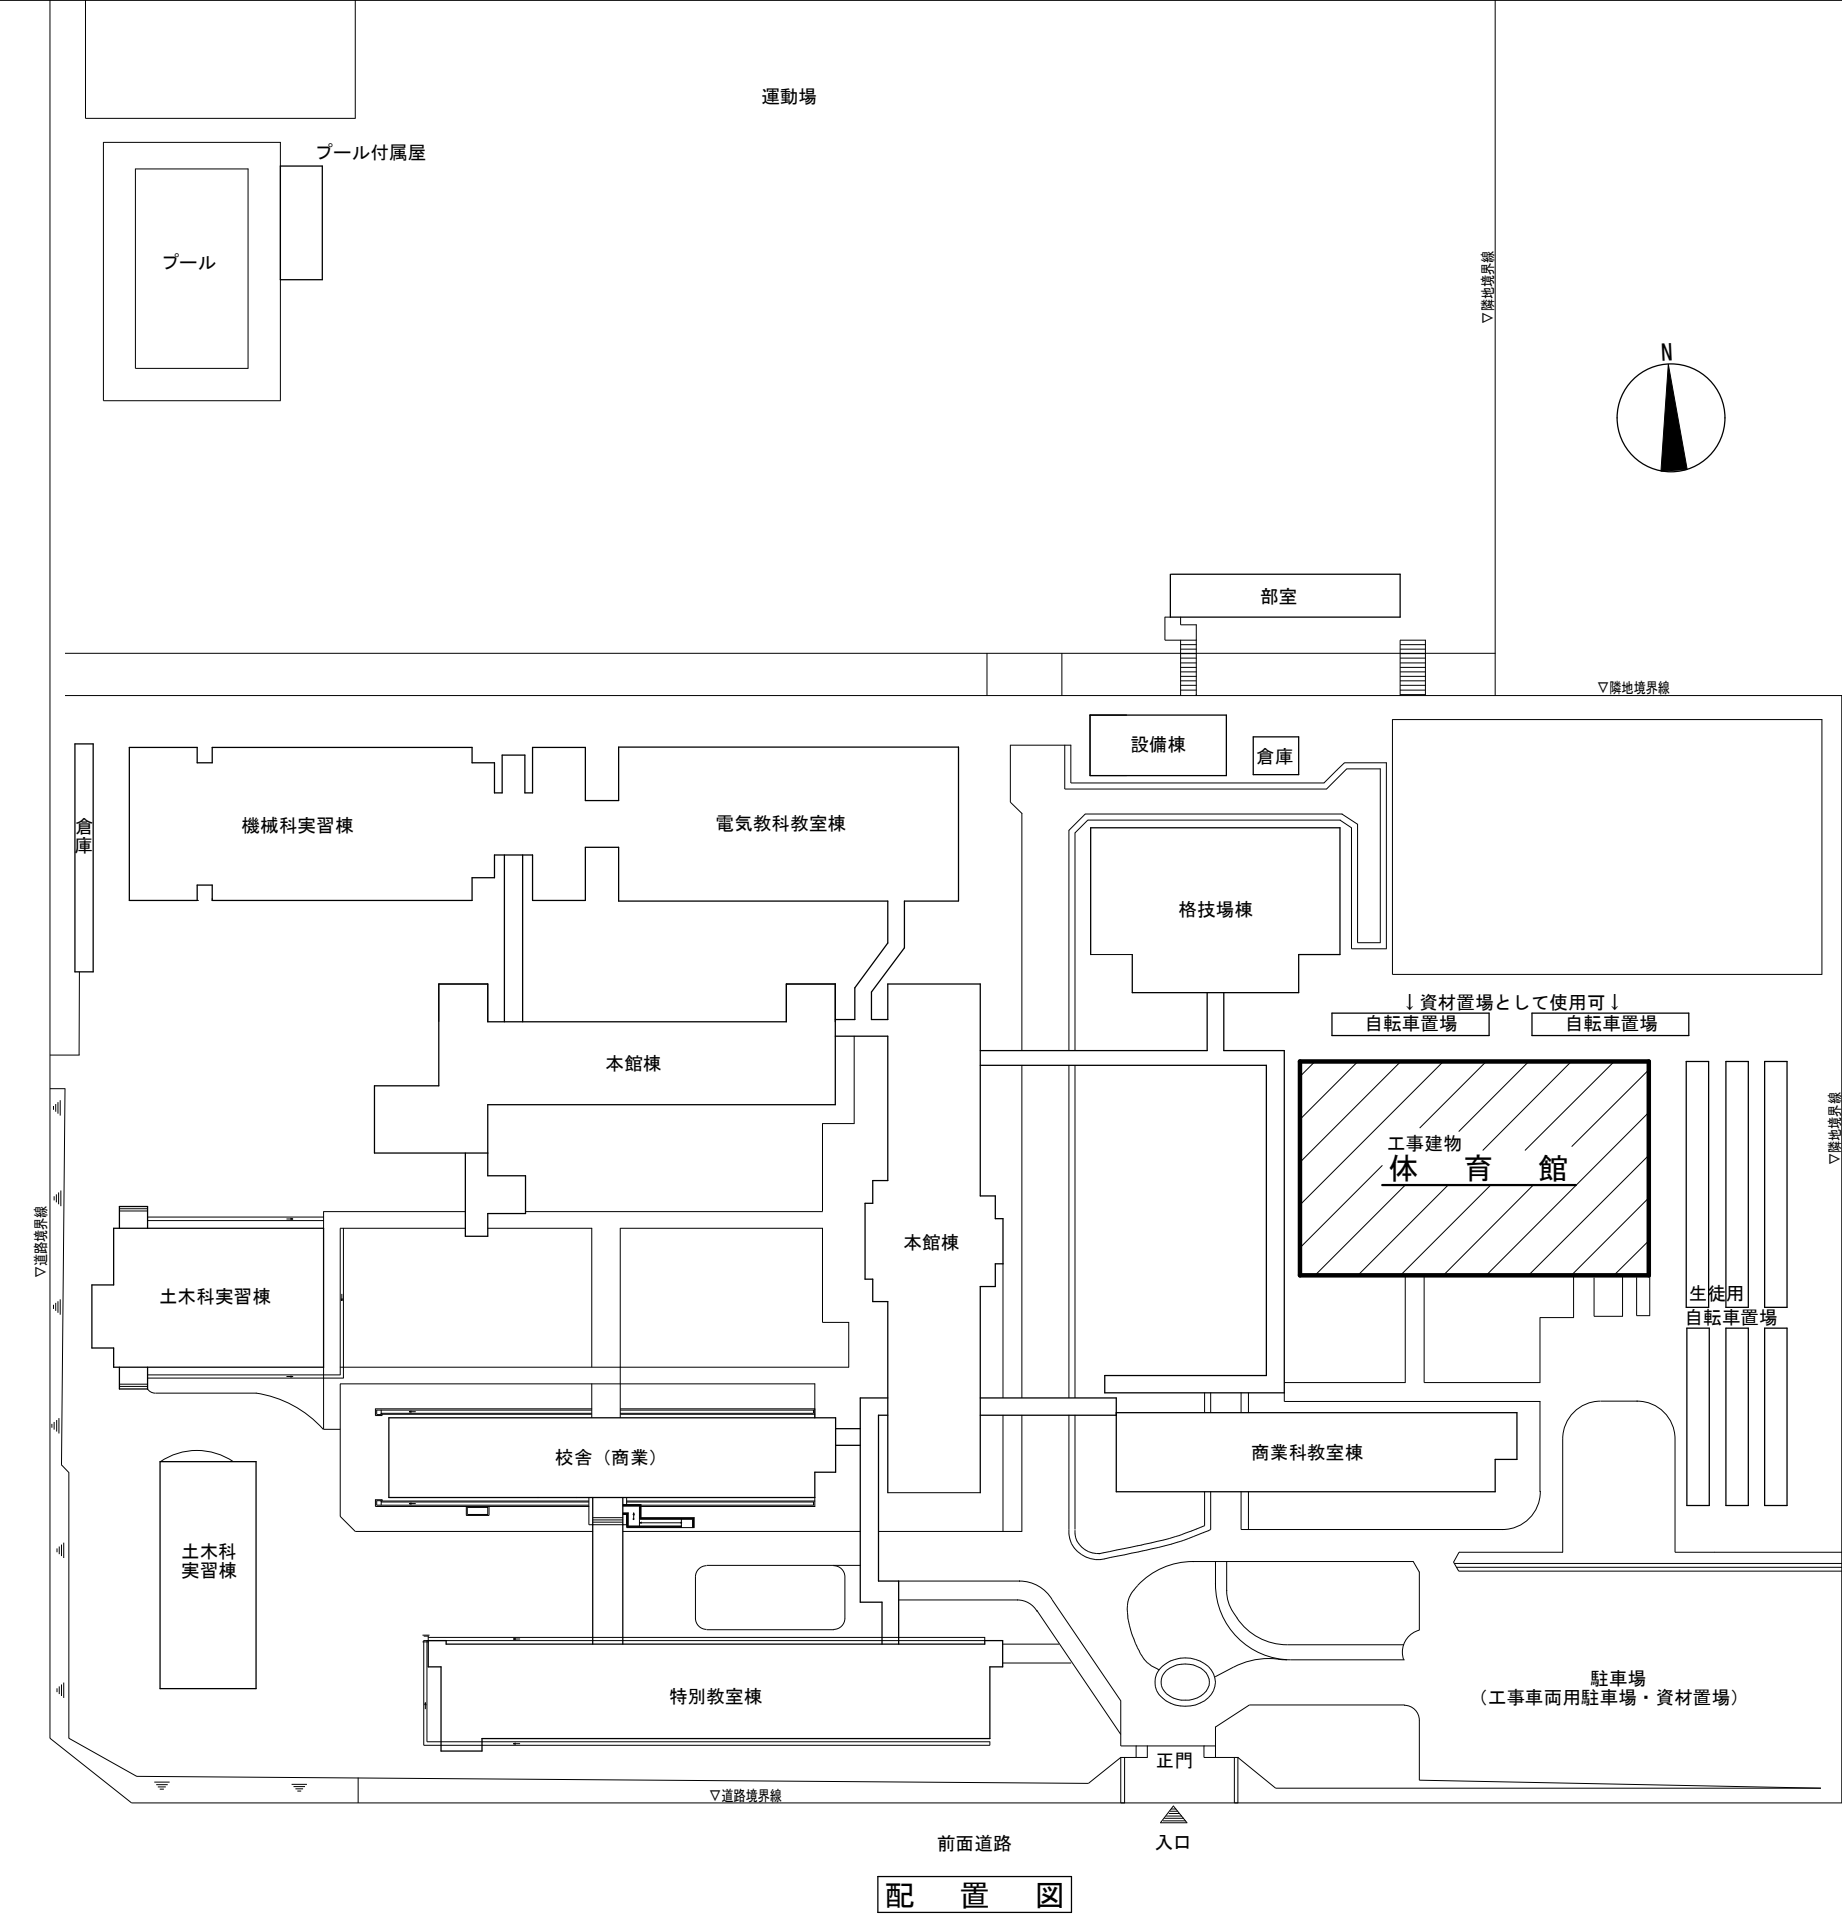 運動場
プール付属屋
プール
▽隣地境界線
N
部室
▽隣地境界線
設備棟
倉庫
倉庫
機械科実習棟
電気教科教室棟
格技場棟
↓資材置場として使用可↓
自転車置場
自転車置場
本館棟
▽隣地境界線
工事建物
体 育 館
▽道路境界線
本館棟
土木科実習棟
生徒用
自転車置場
校舎（商業）
商業科教室棟
土木科
実習棟
特別教室棟
駐車場
（工事車両用駐車場・資材置場）
正門
▽道路境界線
前面道路
入口
配 置 図